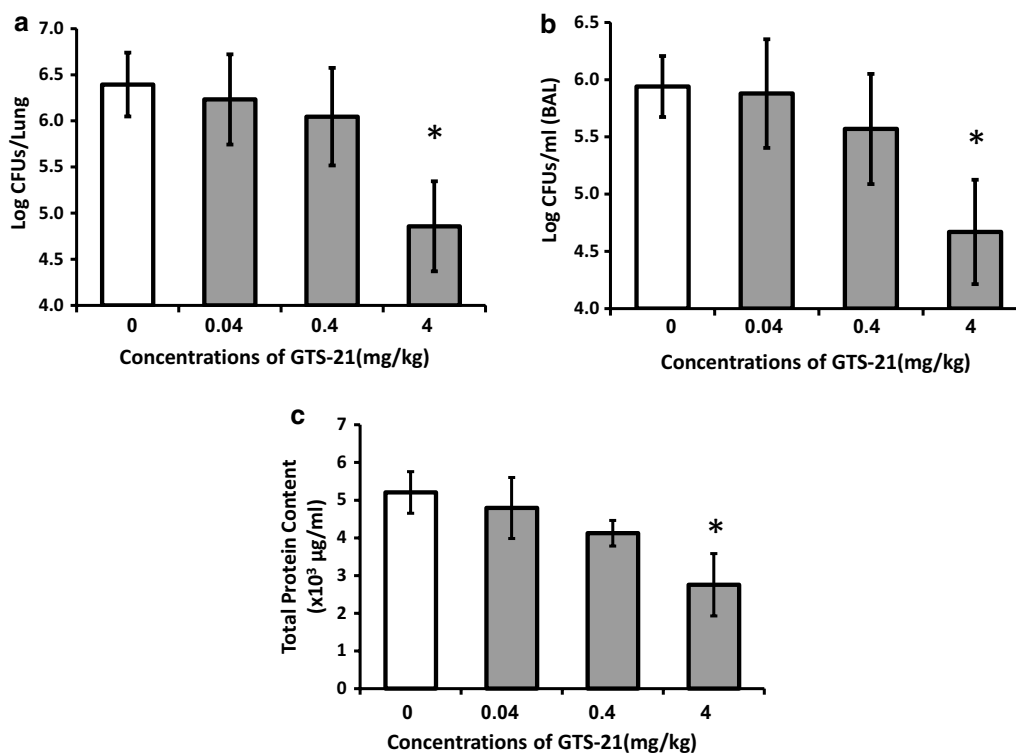 a
Log CFUs/Lung
7.0
6.5
6.0
5.5
5.0
4.5
4.0
*
0 0.04 0.4 4
Concentrations of GTS-21(mg/kg)
b
Log CFUs/ml (BAL)
6.5
6.0
5.5
5.0
4.5
4.0
*
0 0.04 0.4 4
Concentrations of GTS-21(mg/kg)
c
Total Protein Content
(x10³ µg/ml)
7
6
5
4
3
2
1
0
*
0 0.04 0.4 4
Concentrations of GTS-21(mg/kg)